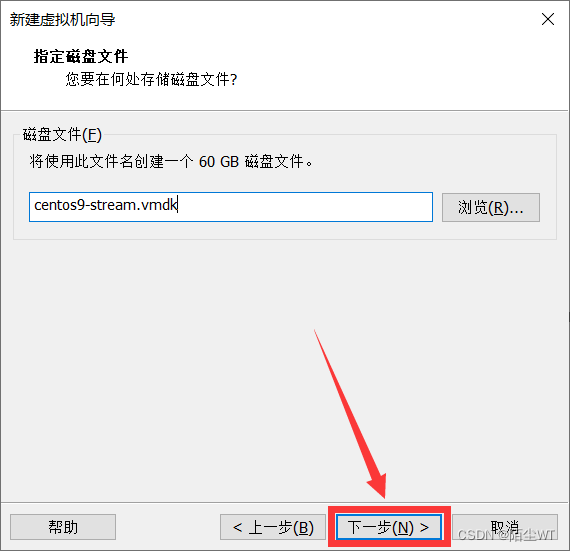 新建虚拟机向导
指定磁盘文件
您要在何处存储磁盘文件?
磁盘文件(F)
将使用此文件名创建一个 60 GB 磁盘文件。
centos9-stream.vmdk
浏览(R)...
帮助
< 上一步(B)
下一步(N) >
取消
CSDN @陌尘WT